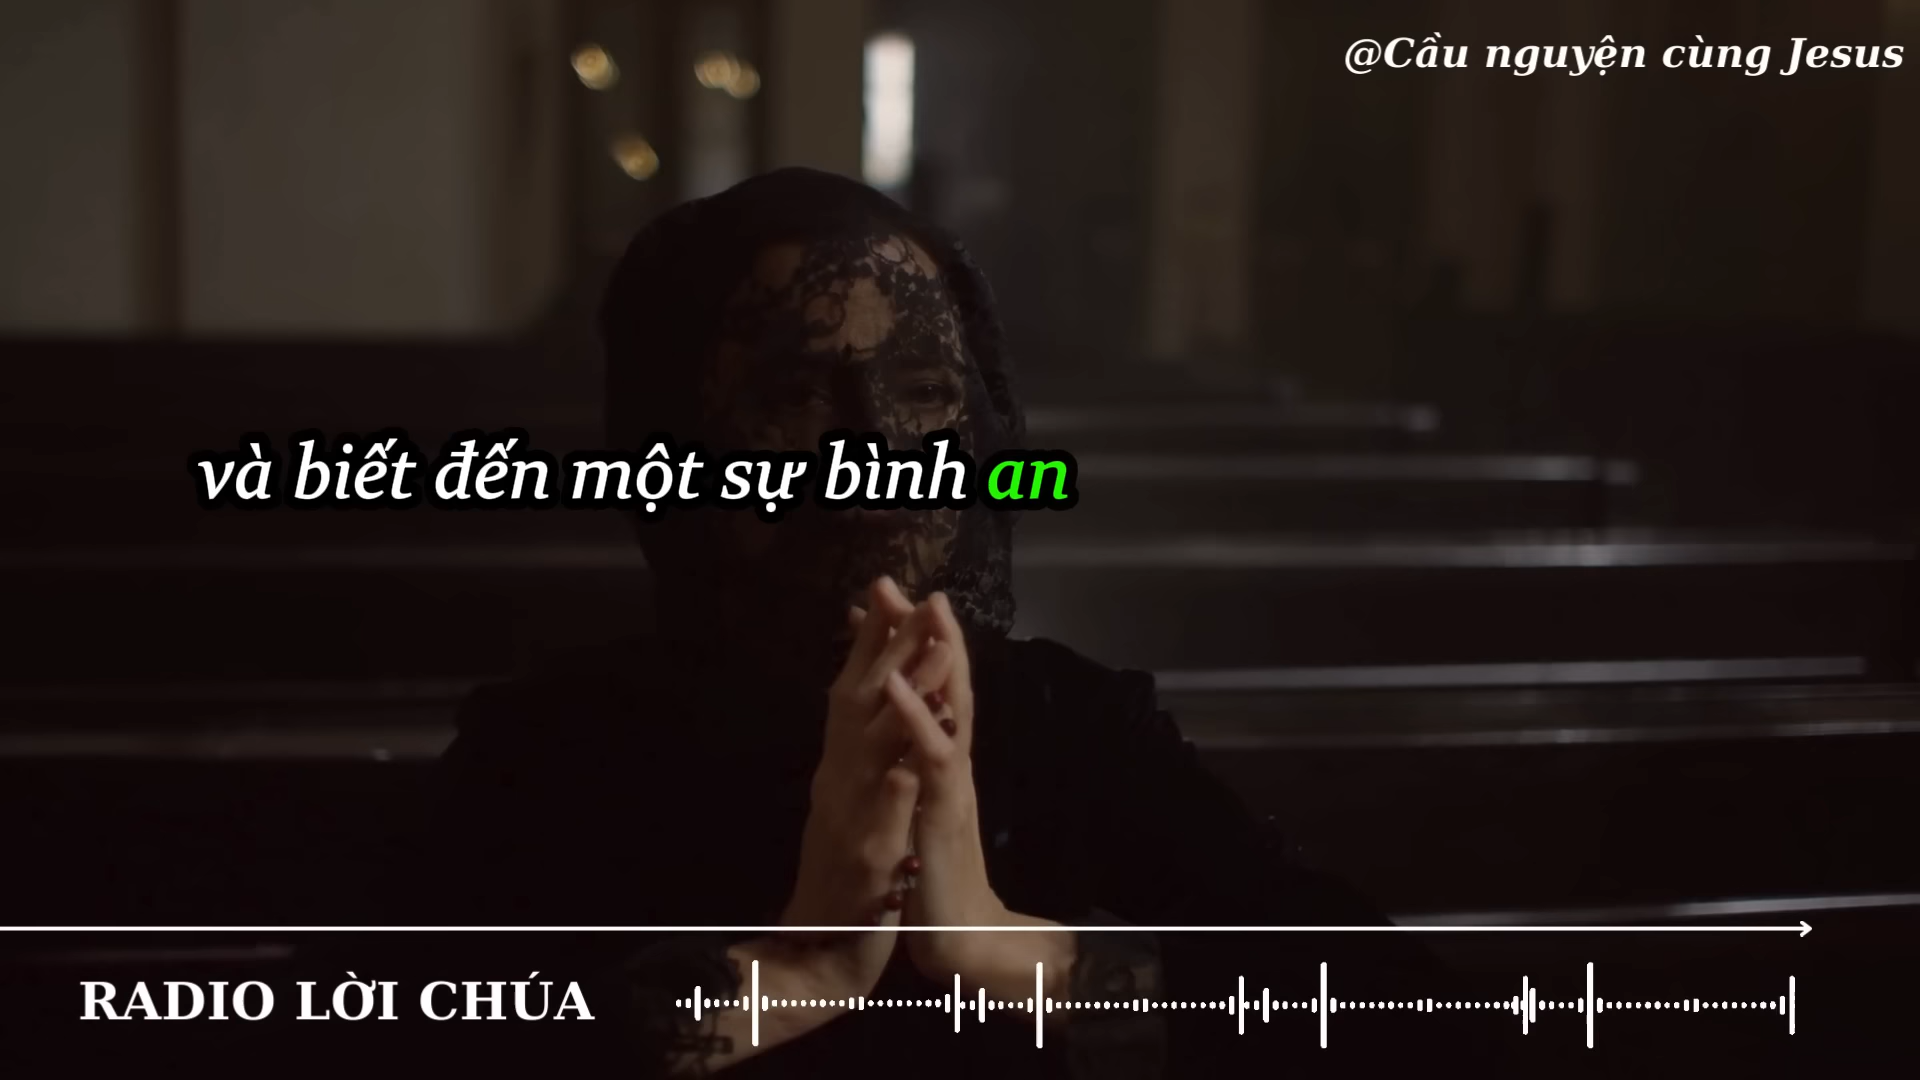 @Cầu nguyện cùng Jesus
và biết đến một sự bình an
RADIO LỜI CHÚA